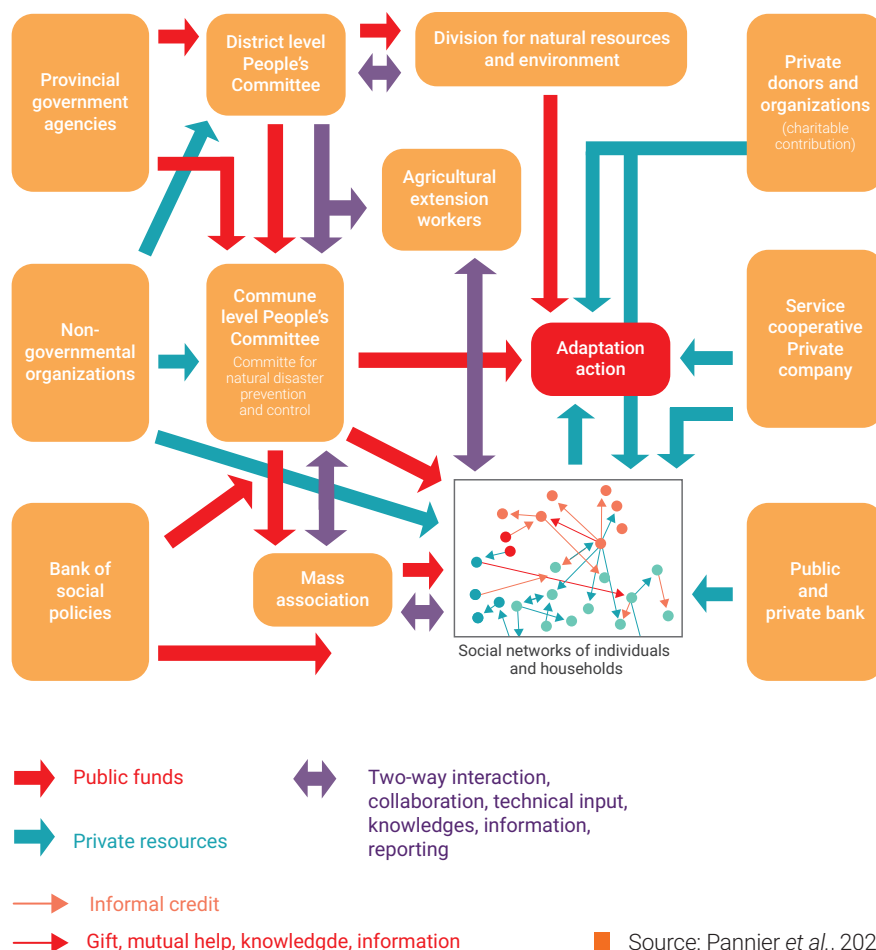 Provincial
government
agencies
District level
People's
Committee
Division for natural resources
and environment
Private
donors and
organizations
(charitable
contribution)
Agricultural
extension
workers
Non-
governmental
organizations
Commune
level People's
Committee
Committe for
natural disaster
prevention
and control
Adaptation
action
Service
cooperative
Private
company
Bank of
social
policies
Mass
association
Public
and
private bank
Social networks of individuals
and households
Public funds
Private resources
Two-way interaction,
collaboration, technical input,
knowledges, information,
reporting
Informal credit
Gift, mutual help, knowledgde, information
Source: Pannier et al., 202